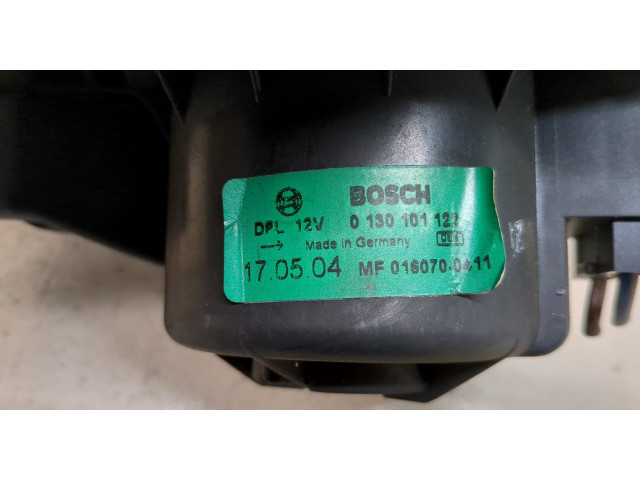 BOSCH
DPL 12V 0 130 101 122
Made in Germany
17.05.04 MF 016070-0411